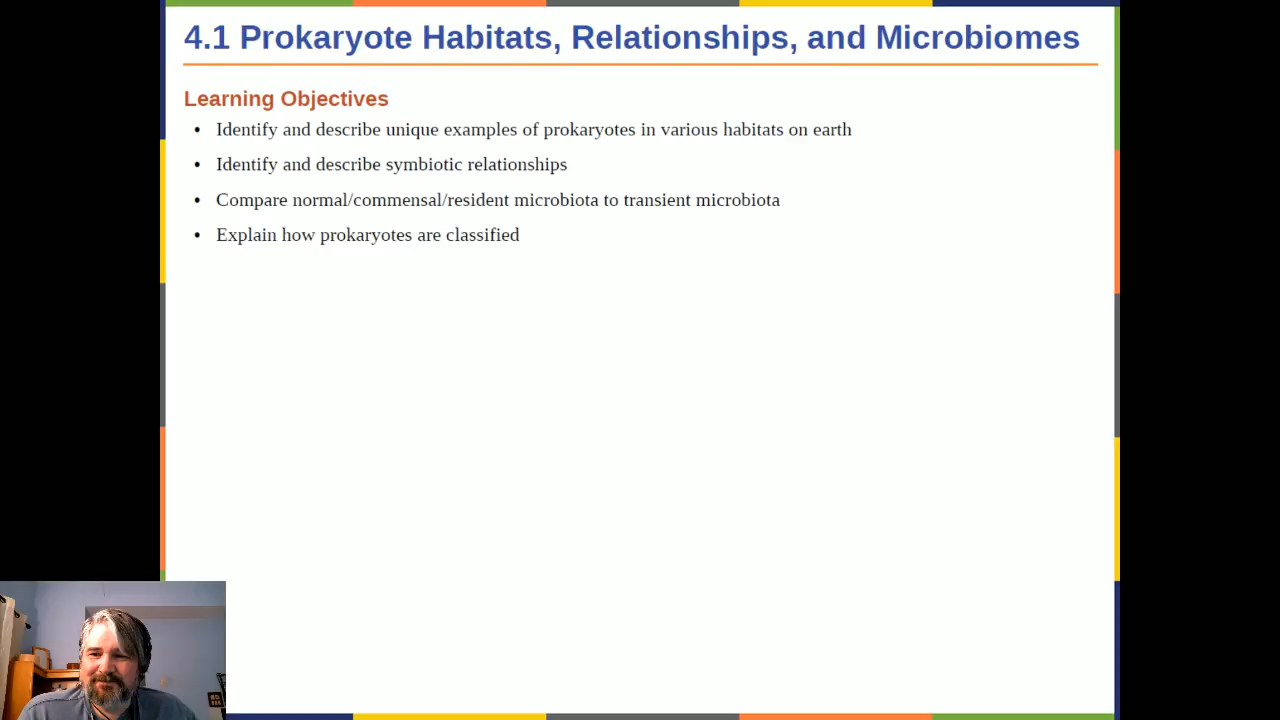 4.1 Prokaryote Habitats, Relationships, and Microbiomes
Learning Objectives
• Identify and describe unique examples of prokaryotes in various habitats on earth
• Identify and describe symbiotic relationships
• Compare normal/commensal/resident microbiota to transient microbiota
• Explain how prokaryotes are classified